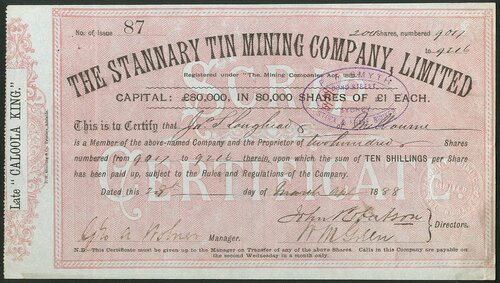 No. of Issue 87
200 Shares, numbered 9017
to 9216
THE STANNARY TIN MINING COMPANY, LIMITED
Registered under "The Mining Companies Act,
SCRIP
CAPITAL: £80,000, IN 80,000 SHARES OF £1 EACH.
This is to Certify that Jas Loughead of Melbourne
is a Member of the above-named Company and the Proprietor of two hundred Shares
numbered from 9017 to 9216 therein, upon which the sum of TEN SHILLINGS per Share
has been paid up, subject to the Rules and Regulations of the Company.
CERTIFICATE
Dated this day of March 1888
Directors.
Geo A Manager.
N.B.—This Certificate must be given up to the Manager on Transfer of any of the above Shares. Calls in this Company are payable on
the second Wednesday in a month only.
Late "CALOOLA KING."
BOND STREET,
SYDNEY